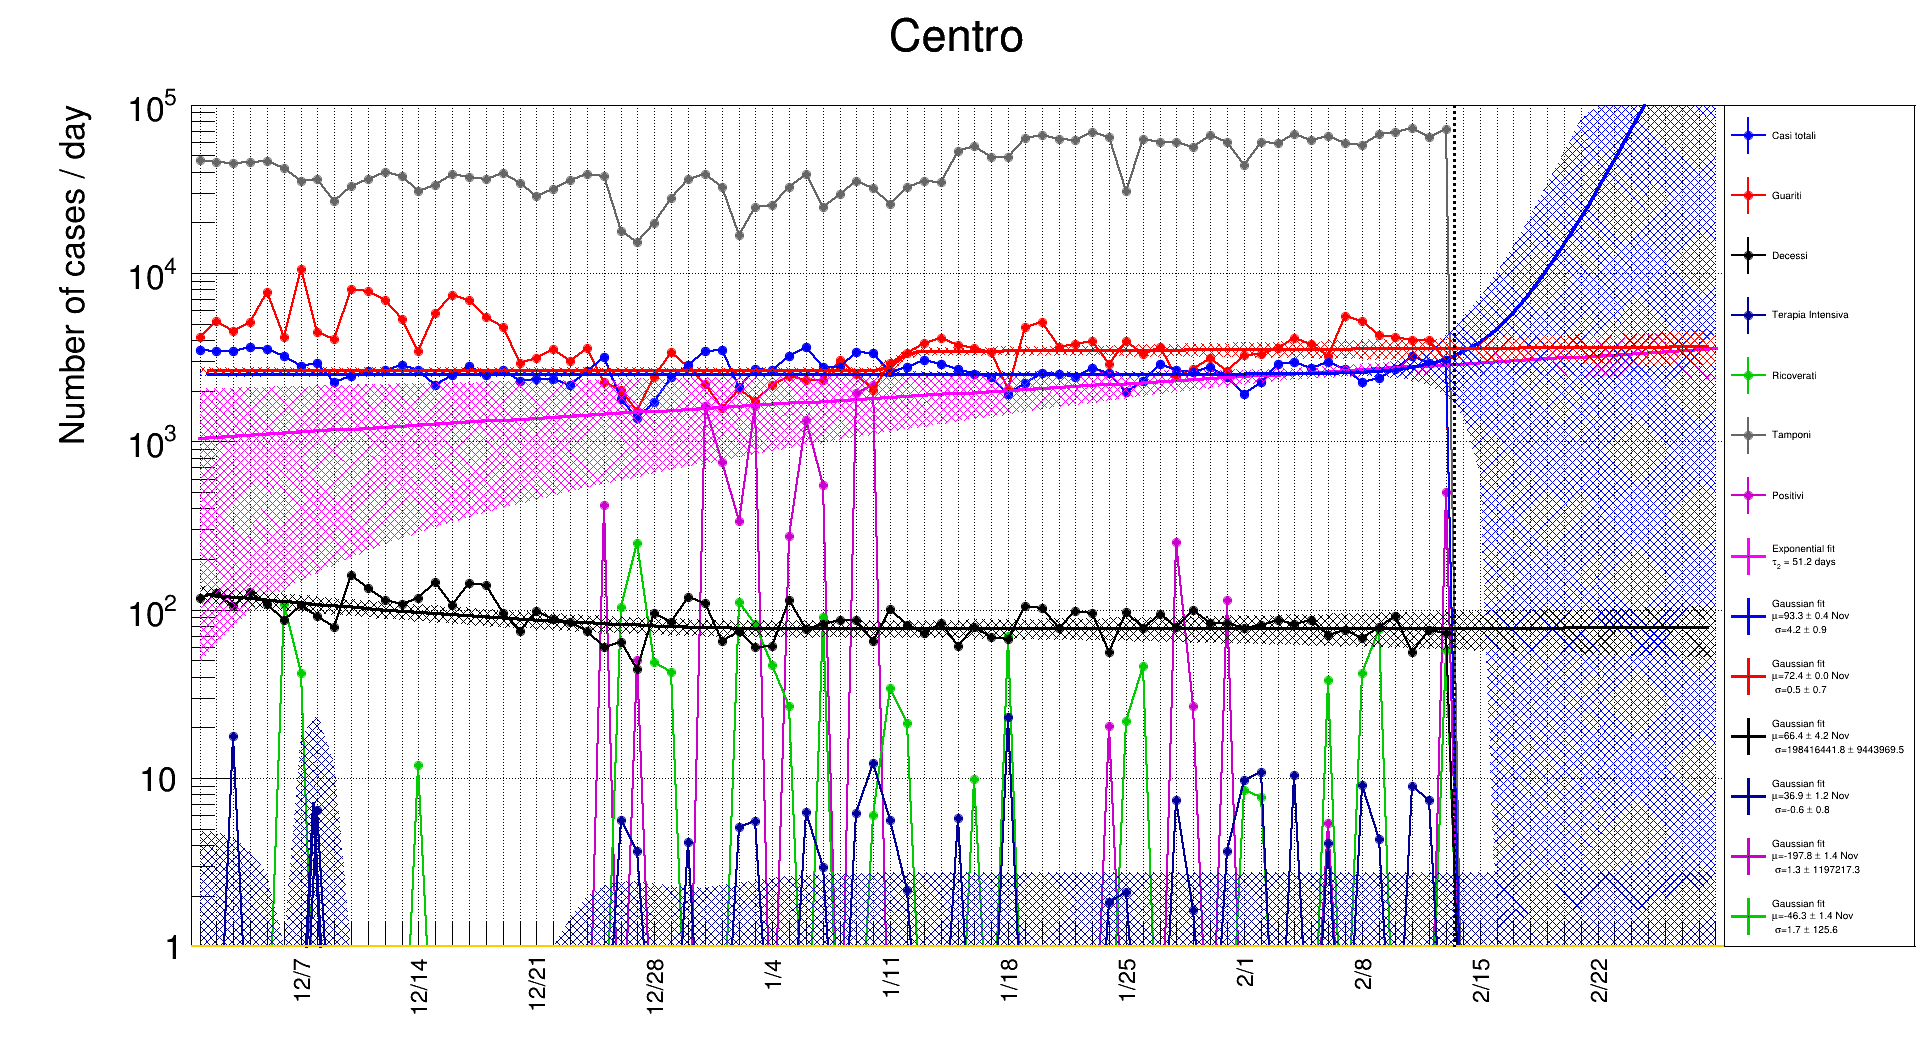 Centro
Number of cases / day
10^5
10^4
10^3
10^2
10
1
12/7
12/14
12/21
12/28
1/4
1/11
1/18
1/25
2/1
2/8
2/15
2/22
Casi totali
Guariti
Decessi
Terapia Intensiva
Ricoverati
Tamponi
Positivi
Exponential fit
τ_2 = 51.2 days
Gaussian fit
μ=93.3 ± 0.4 Nov
σ=4.2 ± 0.9
Gaussian fit
μ=72.4 ± 0.0 Nov
σ=0.5 ± 0.7
Gaussian fit
μ=66.4 ± 4.2 Nov
σ=198416441.8 ± 9443969.5
Gaussian fit
μ=36.9 ± 1.2 Nov
σ=-0.6 ± 0.8
Gaussian fit
μ=-197.8 ± 1.4 Nov
σ=1.3 ± 1197217.3
Gaussian fit
μ=-46.3 ± 1.4 Nov
σ=1.7 ± 125.6